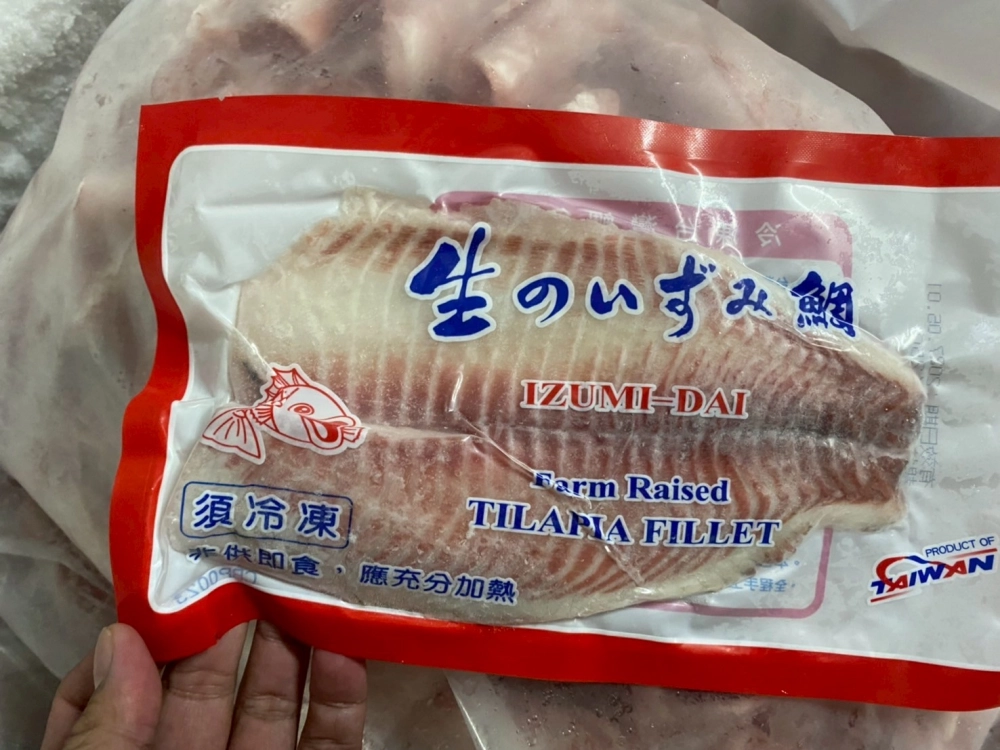 生のいずみ鯛
IZUMI-DAI
Farm Raised
TILAPIA FILLET
須冷凍
非供即食，應充分加熱
PRODUCT OF
TAIWAN